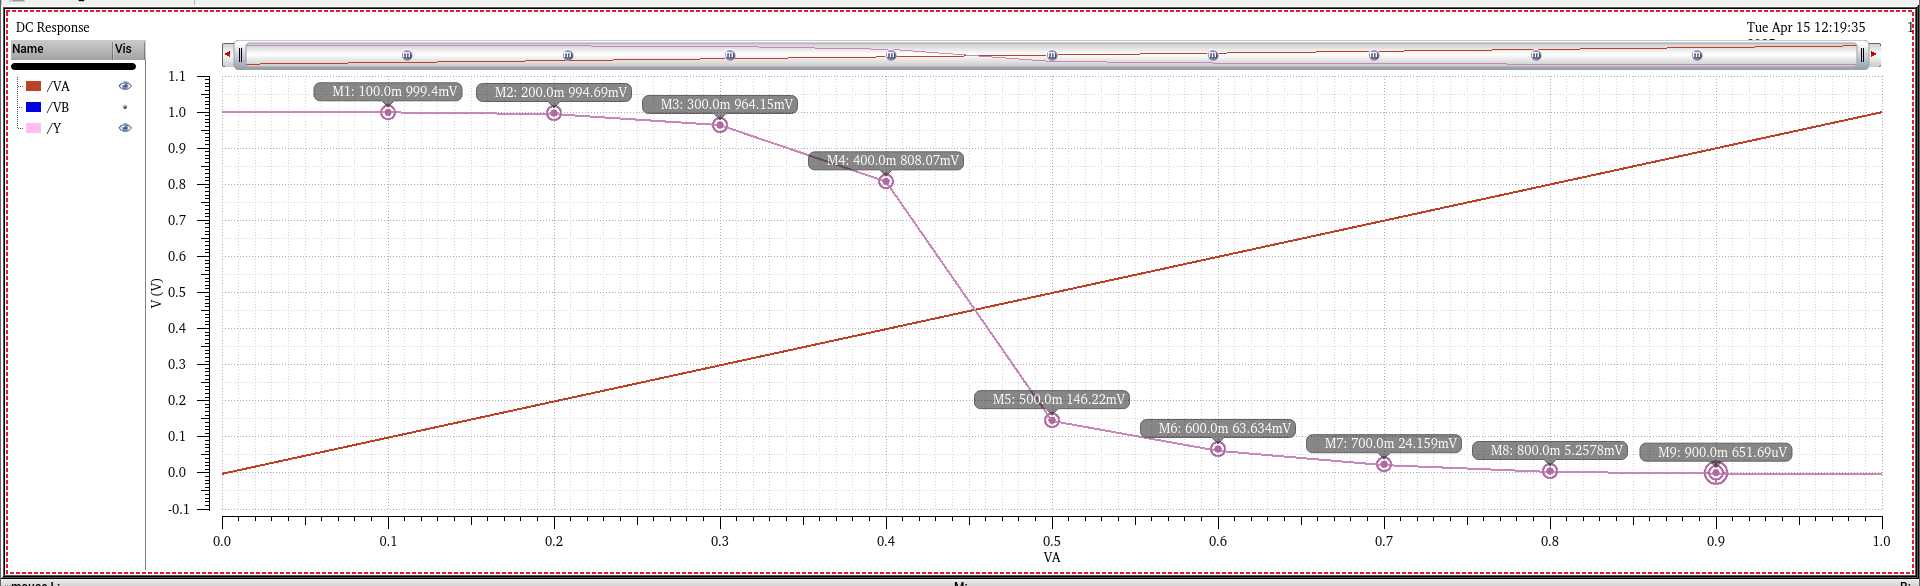 DC Response
Tue Apr 15 12:19:35
Name Vis
/VA
/VB
/Y
M1: 100.0m 999.4mV
M2: 200.0m 994.69mV
M3: 300.0m 964.15mV
M4: 400.0m 808.07mV
M5: 500.0m 146.22mV
M6: 600.0m 63.634mV
M7: 700.0m 24.159mV
M8: 800.0m 5.2578mV
M9: 900.0m 651.69uV
1.1
1.0
0.9
0.8
0.7
0.6
0.5
0.4
0.3
0.2
0.1
0.0
-0.1
V (V)
0.0 0.1 0.2 0.3 0.4 0.5 0.6 0.7 0.8 0.9 1.0
VA